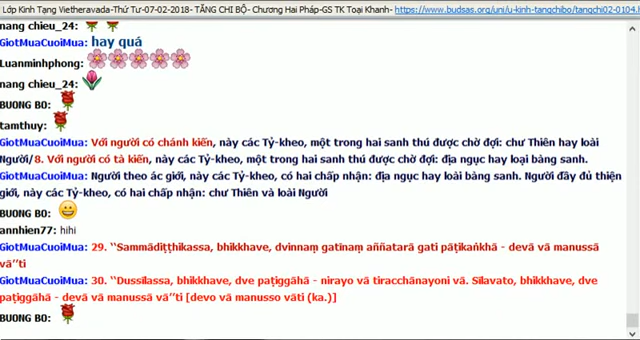 Lớp Kinh Tạng Vietheravada-Thứ Tư-07-02-2018- TĂNG CHI BỘ- Chương Hai Pháp-GS TK Toại Khanh- https://www.budsas.org/uni/u-kinh-tangchibo/tangchi02-0104.h
nang chieu_24:
GiotMuaCuoiMua: hay quá
Luanminhphong:
nang chieu_24:
BUONG BO:
tamthuy:
GiotMuaCuoiMua: Với người có chánh kiến, này các Tỷ-kheo, một trong hai sanh thú được chờ đợi: chư Thiên hay loài
Người/8. Với người có tà kiến, này các Tỷ-kheo, một trong hai sanh thú được chờ đợi: địa ngục hay loại bàng sanh.
GiotMuaCuoiMua: Người theo ác giới, này các Tỷ-kheo, có hai chấp nhận: địa ngục hay loài bàng sanh. Người đầy đủ thiện
giới, này các Tỷ-kheo, có hai chấp nhận: chư Thiên và loài Người
BUONG BO:
annhien77: hihi
GiotMuaCuoiMua: 29. ‘‘Sammādiṭṭhikassa, bhikkhave, dvinnaṃ gatīnaṃ aññatarā gati pāṭikaṅkhā - devā vā manussā
vā’’ti
GiotMuaCuoiMua: 30. ‘‘Dussīlassa, bhikkhave, dve paṭiggāhā - nirayo vā tiracchānayoni vā. Sīlavato, bhikkhave, dve
paṭiggāhā - devā vā manussā vā’’ti [devo vā manusso vāti (ka.)]
BUONG BO: